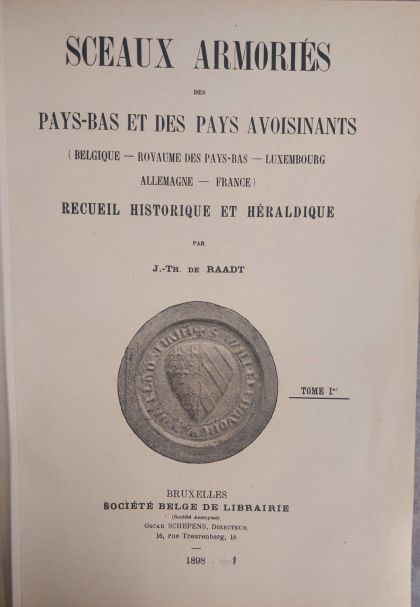 SCEAUX ARMORIÉS
DES
PAYS-BAS ET DES PAYS AVOISINANTS
(BELGIQUE — ROYAUME DES PAYS-BAS — LUXEMBOURG
ALLEMAGNE — FRANCE)
RECUEIL HISTORIQUE ET HÉRALDIQUE
PAR
J.-TH. DE RAADT
TOME Ier
BRUXELLES
SOCIÉTÉ BELGE DE LIBRAIRIE
(Société Anonyme)
OSCAR SCHEPENS, DIRECTEUR
16, rue Treurenberg, 16
1898